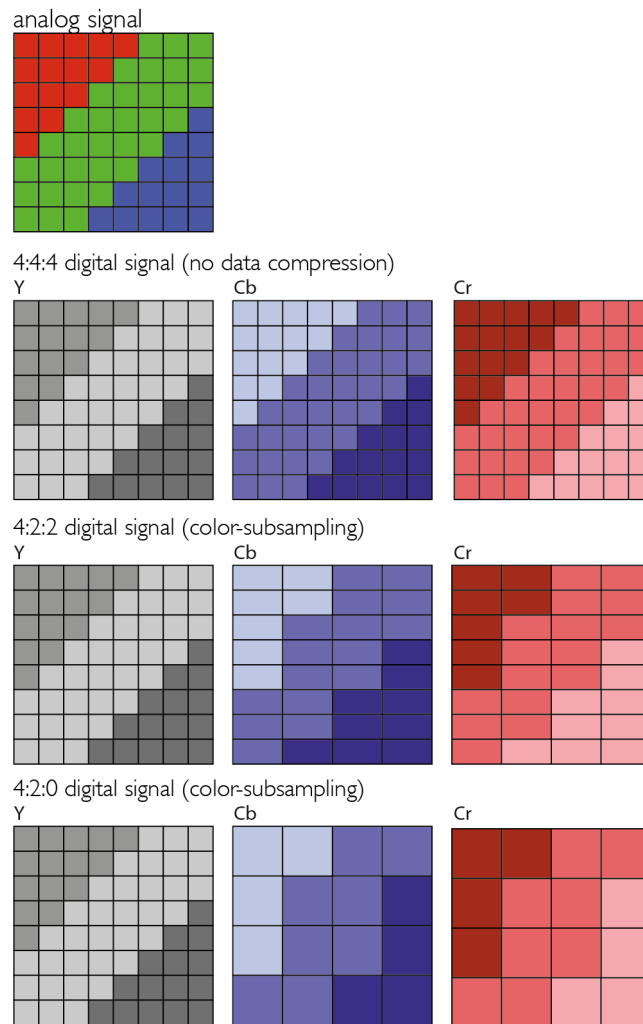 analog signal
4:4:4 digital signal (no data compression)
Y Cb Cr
4:2:2 digital signal (color-subsampling)
Y Cb Cr
4:2:0 digital signal (color-subsampling)
Y Cb Cr